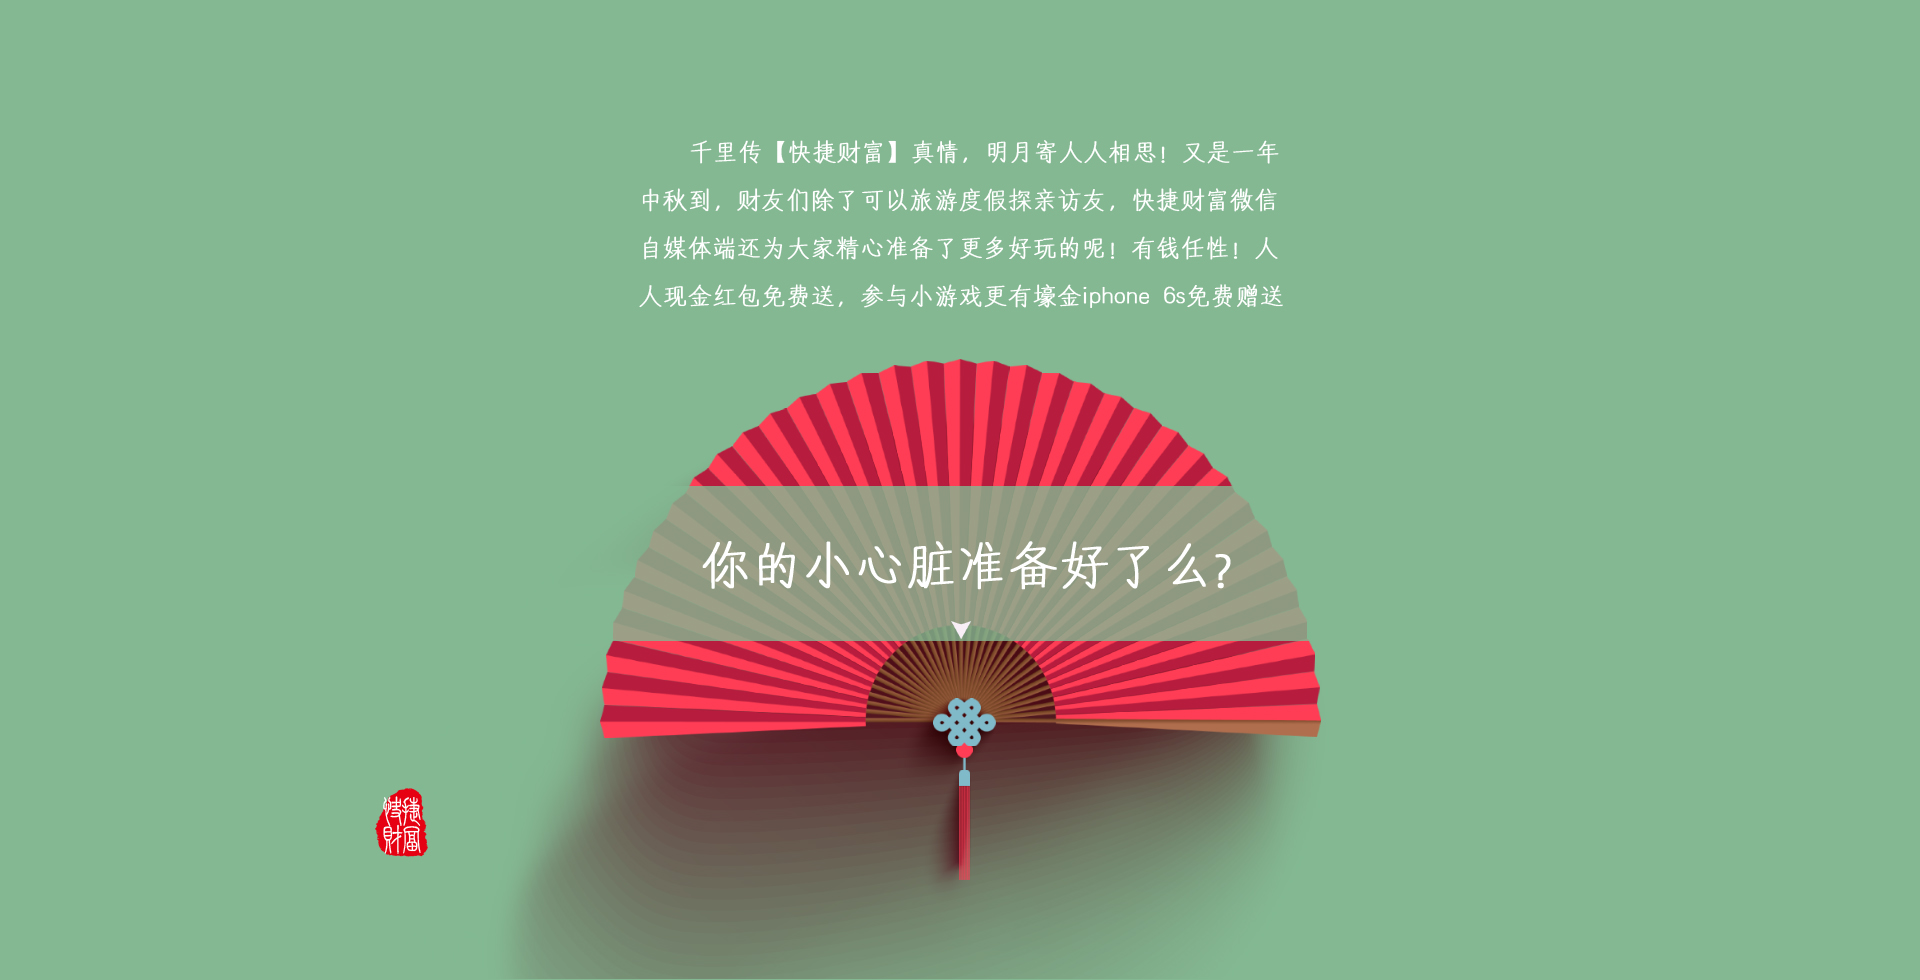 千里传【快捷财富】真情，明月寄人人相思！又是一年
中秋到，财友们除了可以旅游度假探亲访友，快捷财富微信
自媒体端还为大家精心准备了更多好玩的呢！有钱任性！人
人现金红包免费送，参与小游戏更有壕金iphone 6s免费赠送
你的小心脏准备好了么?
快捷
財富